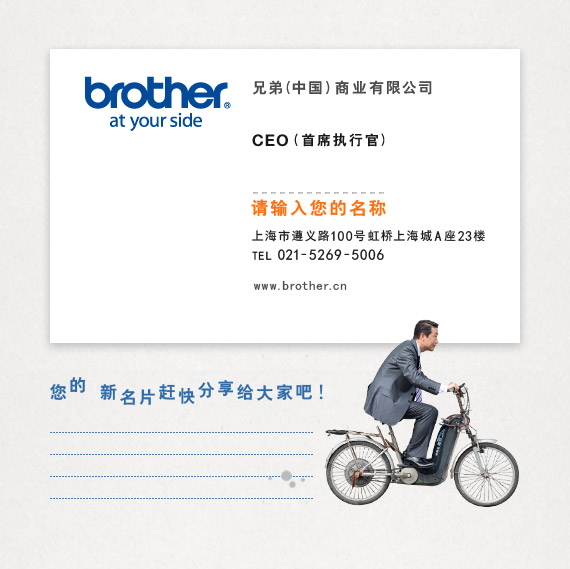 brother®
at your side
兄弟(中国)商业有限公司
CEO(首席执行官)
请输入您的名称
上海市遵义路100号虹桥上海城A座23楼
TEL 021-5269-5006
www.brother.cn
您的 新名片赶快分享给大家吧!